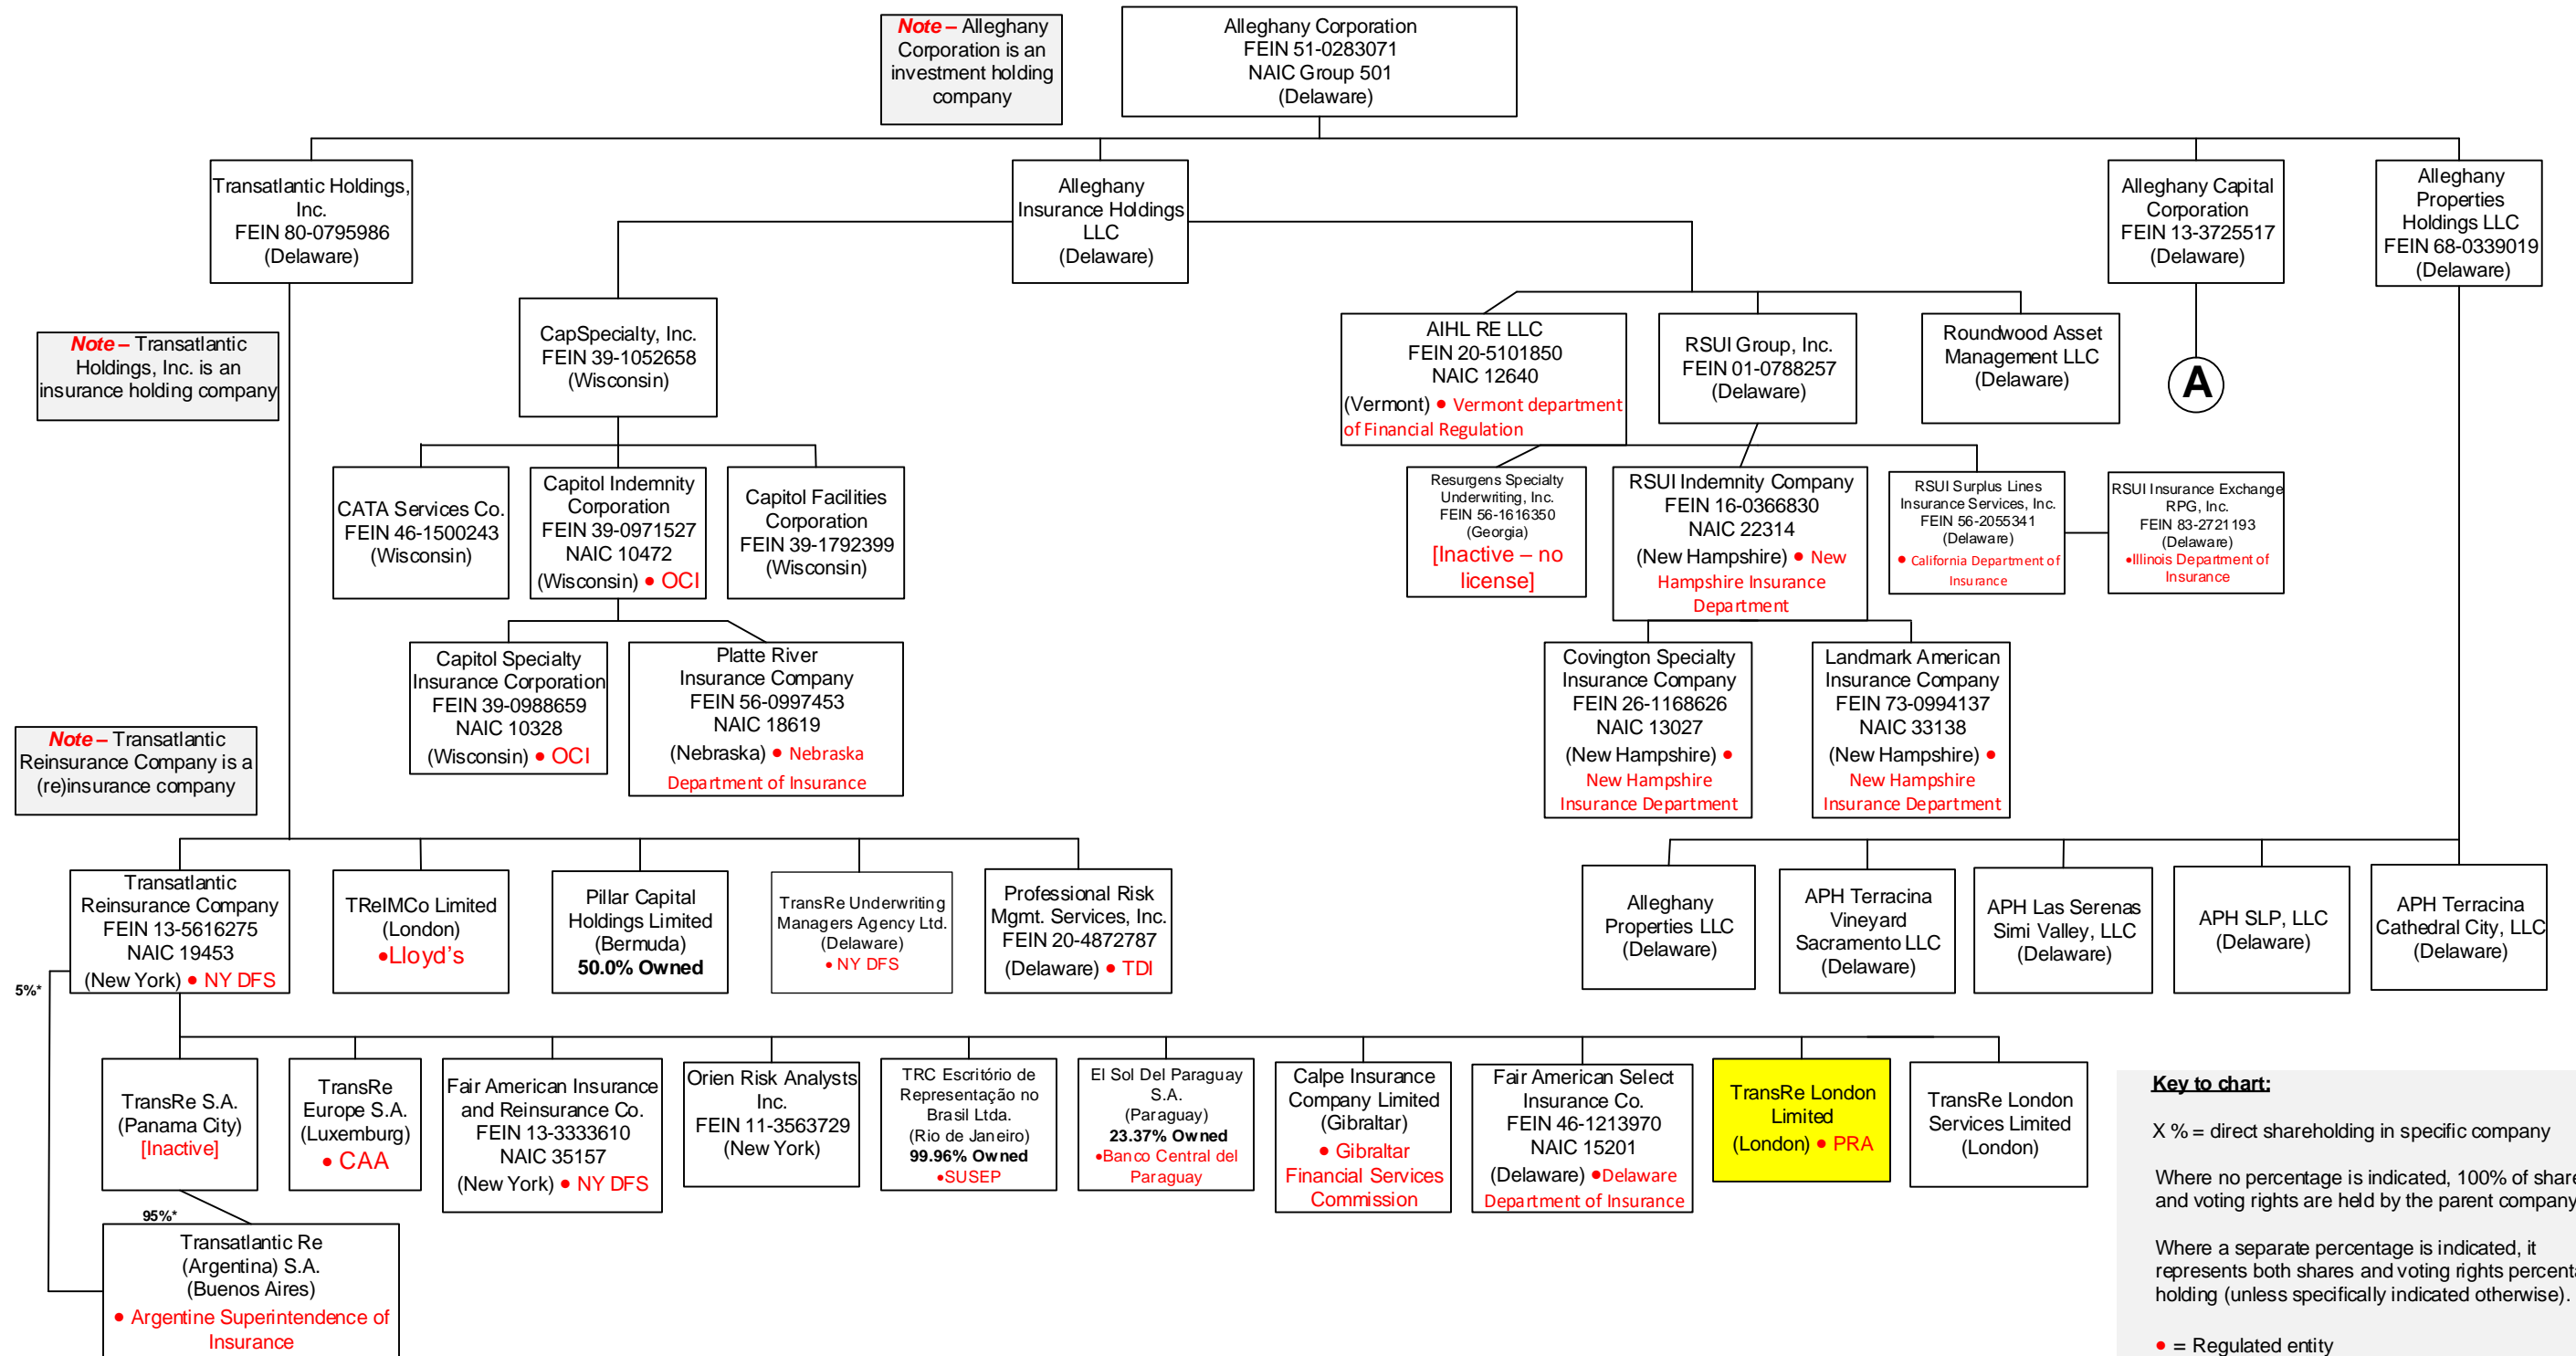 Note – Alleghany
Corporation is an
investment holding
company
Alleghany Corporation
FEIN 51-0283071
NAIC Group 501
(Delaware)
Transatlantic Holdings,
Inc.
FEIN 80-0795986
(Delaware)
Alleghany
Insurance Holdings
LLC
(Delaware)
Alleghany Capital
Corporation
FEIN 13-3725517
(Delaware)
Alleghany
Properties
Holdings LLC
FEIN 68-0339019
(Delaware)
Note – Transatlantic
Holdings, Inc. is an
insurance holding company
CapSpecialty, Inc.
FEIN 39-1052658
(Wisconsin)
AIHL RE LLC
FEIN 20-5101850
NAIC 12640
(Vermont) • Vermont department
of Financial Regulation
RSUI Group, Inc.
FEIN 01-0788257
(Delaware)
Roundwood Asset
Management LLC
(Delaware)
A
CATA Services Co.
FEIN 46-1500243
(Wisconsin)
Capitol Indemnity
Corporation
FEIN 39-0971527
NAIC 10472
(Wisconsin) • OCI
Capitol Facilities
Corporation
FEIN 39-1792399
(Wisconsin)
Resurgens Specialty
Underwriting, Inc.
FEIN 56-1616350
(Georgia)
[Inactive – no
license]
RSUI Indemnity Company
FEIN 16-0366830
NAIC 22314
(New Hampshire) • New
Hampshire Insurance
Department
RSUI Surplus Lines
Insurance Services, Inc.
FEIN 56-2055341
(Delaware)
• California Department of
Insurance
RSUI Insurance Exchange
RPG, Inc.
FEIN 83-2721193
(Delaware)
•Illinois Department of
Insurance
Capitol Specialty
Insurance Corporation
FEIN 39-0988659
NAIC 10328
(Wisconsin) • OCI
Platte River
Insurance Company
FEIN 56-0997453
NAIC 18619
(Nebraska) • Nebraska
Department of Insurance
Covington Specialty
Insurance Company
FEIN 26-1168626
NAIC 13027
(New Hampshire) •
New Hampshire
Insurance Department
Landmark American
Insurance Company
FEIN 73-0994137
NAIC 33138
(New Hampshire) •
New Hampshire
Insurance Department
Note – Transatlantic
Reinsurance Company is a
(re)insurance company
Transatlantic
Reinsurance Company
FEIN 13-5616275
NAIC 19453
(New York) • NY DFS
TReIMCo Limited
(London)
•Lloyd's
Pillar Capital
Holdings Limited
(Bermuda)
50.0% Owned
TransRe Underwriting
Managers Agency Ltd.
(Delaware)
• NY DFS
Professional Risk
Mgmt. Services, Inc.
FEIN 20-4872787
(Delaware) • TDI
Alleghany
Properties LLC
(Delaware)
APH Terracina
Vineyard
Sacramento LLC
(Delaware)
APH Las Serenas
Simi Valley, LLC
(Delaware)
APH SLP, LLC
(Delaware)
APH Terracina
Cathedral City, LLC
(Delaware)
5%*
TransRe S.A.
(Panama City)
[Inactive]
TransRe
Europe S.A.
(Luxemburg)
• CAA
Fair American Insurance
and Reinsurance Co.
FEIN 13-3333610
NAIC 35157
(New York) • NY DFS
Orien Risk Analysts
Inc.
FEIN 11-3563729
(New York)
TRC Escritório de
Representação no
Brasil Ltda.
(Rio de Janeiro)
99.96% Owned
•SUSEP
El Sol Del Paraguay
S.A.
(Paraguay)
23.37% Owned
•Banco Central del
Paraguay
Calpe Insurance
Company Limited
(Gibraltar)
• Gibraltar
Financial Services
Commission
Fair American Select
Insurance Co.
FEIN 46-1213970
NAIC 15201
(Delaware) •Delaware
Department of Insurance
TransRe London
Limited
(London) • PRA
TransRe London
Services Limited
(London)
95%*
Transatlantic Re
(Argentina) S.A.
(Buenos Aires)
• Argentine Superintendence of
Insurance
Key to chart:
X % = direct shareholding in specific company
Where no percentage is indicated, 100% of share
and voting rights are held by the parent company
Where a separate percentage is indicated, it
represents both shares and voting rights percent
holding (unless specifically indicated otherwise).
• = Regulated entity